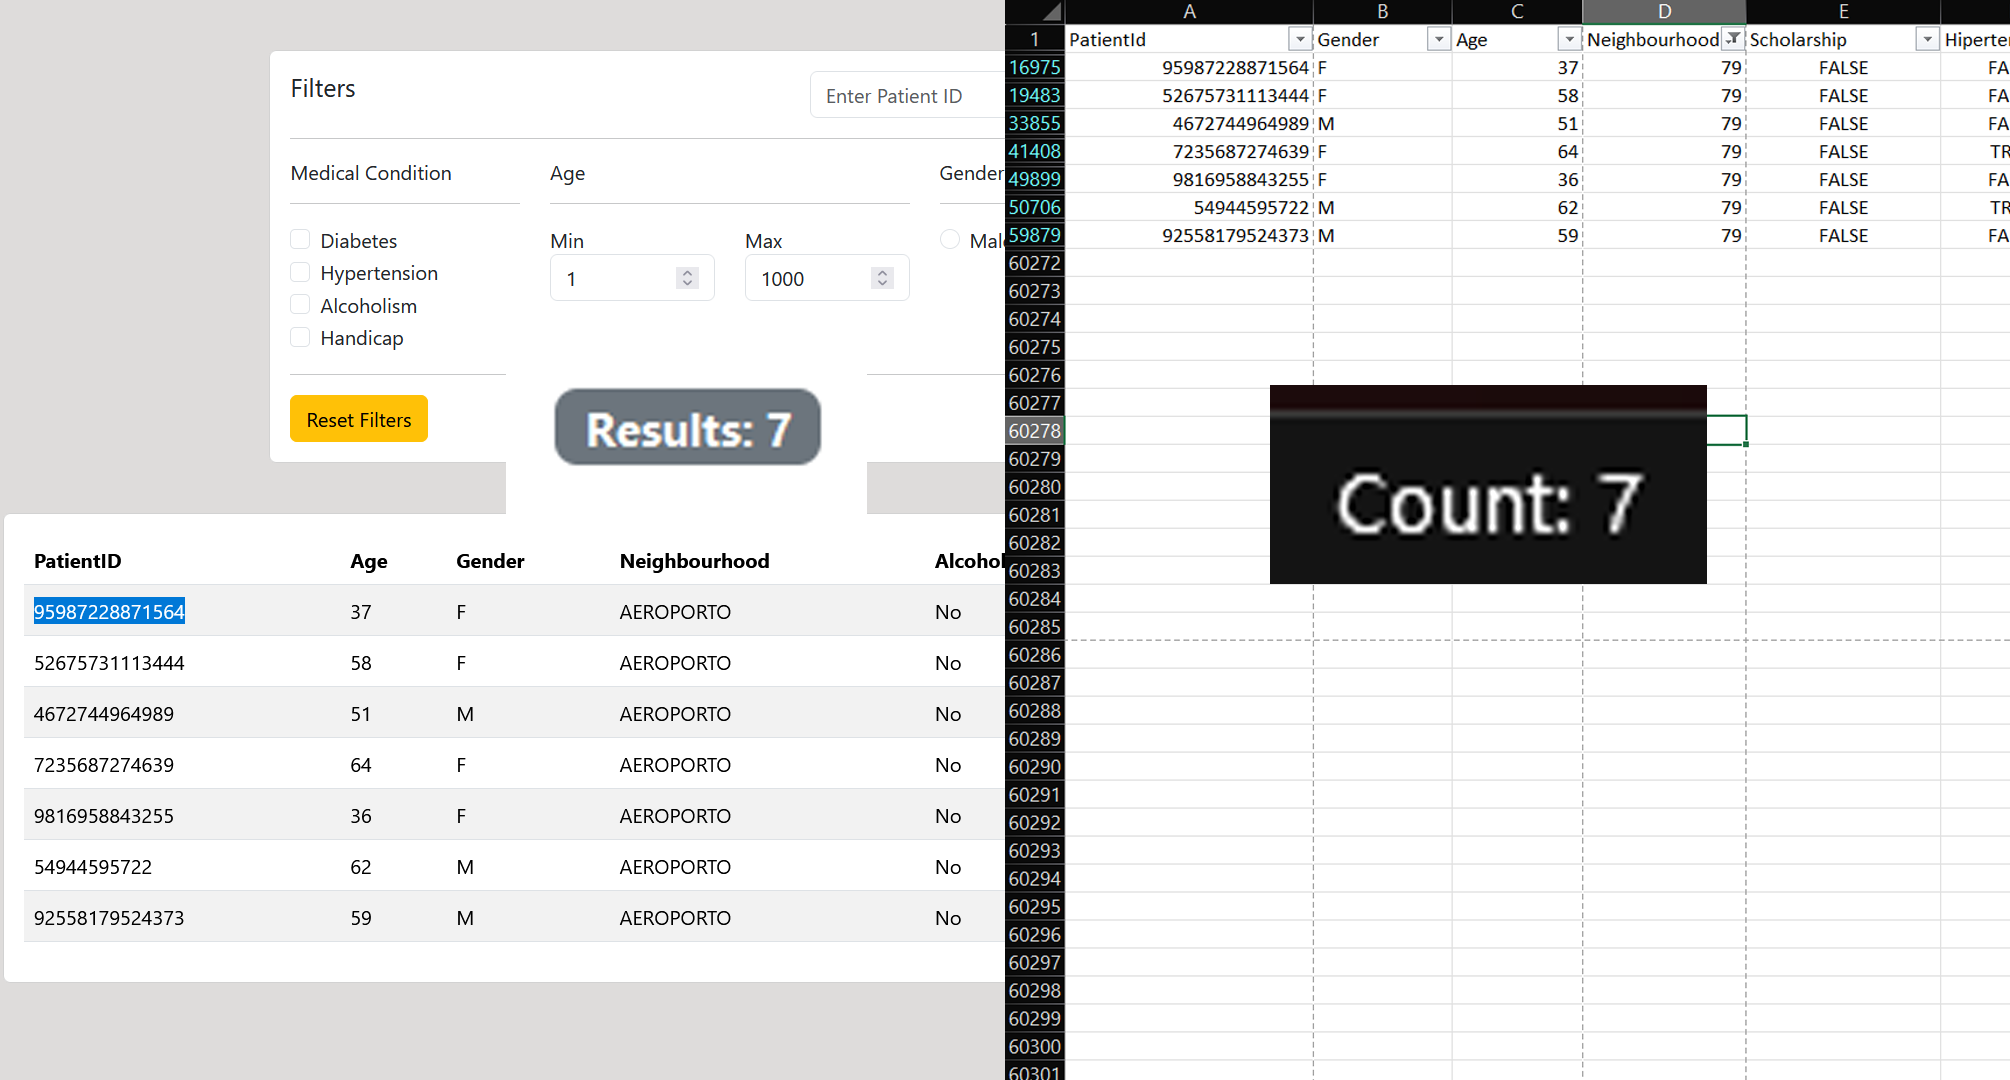 Filters
Enter Patient ID
Medical Condition
Age
Gender
Diabetes
Hypertension
Alcoholism
Handicap
Min
Max
1
1000
Reset Filters
Results: 7
PatientID Age Gender Neighbourhood Alcohol
95987228871564 37 F AEROPORTO No
52675731113444 58 F AEROPORTO No
4672744964989 51 M AEROPORTO No
7235687274639 64 F AEROPORTO No
9816958843255 36 F AEROPORTO No
54944595722 62 M AEROPORTO No
92558179524373 59 M AEROPORTO No
A B C D E
1 PatientId Gender Age Neighbourhood Scholarship Hiperte
16975 95987228871564 F 37 79 FALSE FA
19483 52675731113444 F 58 79 FALSE FA
33855 4672744964989 M 51 79 FALSE FA
41408 7235687274639 F 64 79 FALSE TR
49899 9816958843255 F 36 79 FALSE FA
50706 54944595722 M 62 79 FALSE TR
59879 92558179524373 M 59 79 FALSE FA
60272
60273
60274
60275
60276
60277
60278
60279
60280
60281
60282
60283
60284
60285
60286
60287
60288
60289
60290
60291
60292
60293
60294
60295
60296
60297
60298
60299
60300
60301
Count: 7